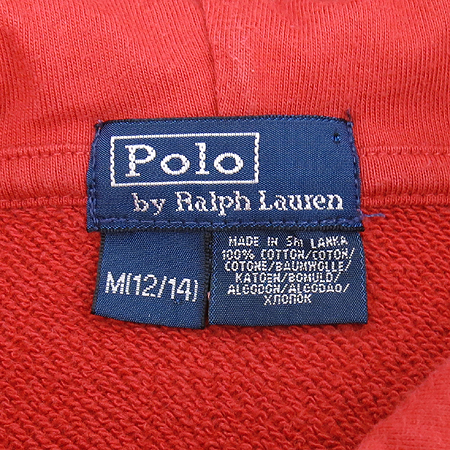 Polo
by Ralph Lauren
M(12/14)
MADE IN SRI LANKA
100% COTTON/COTON/
COTONE/BAUMWOLLE/
KATOEN/BOMULD/
ALGODON/ALGODAO/
ХЛОПОК